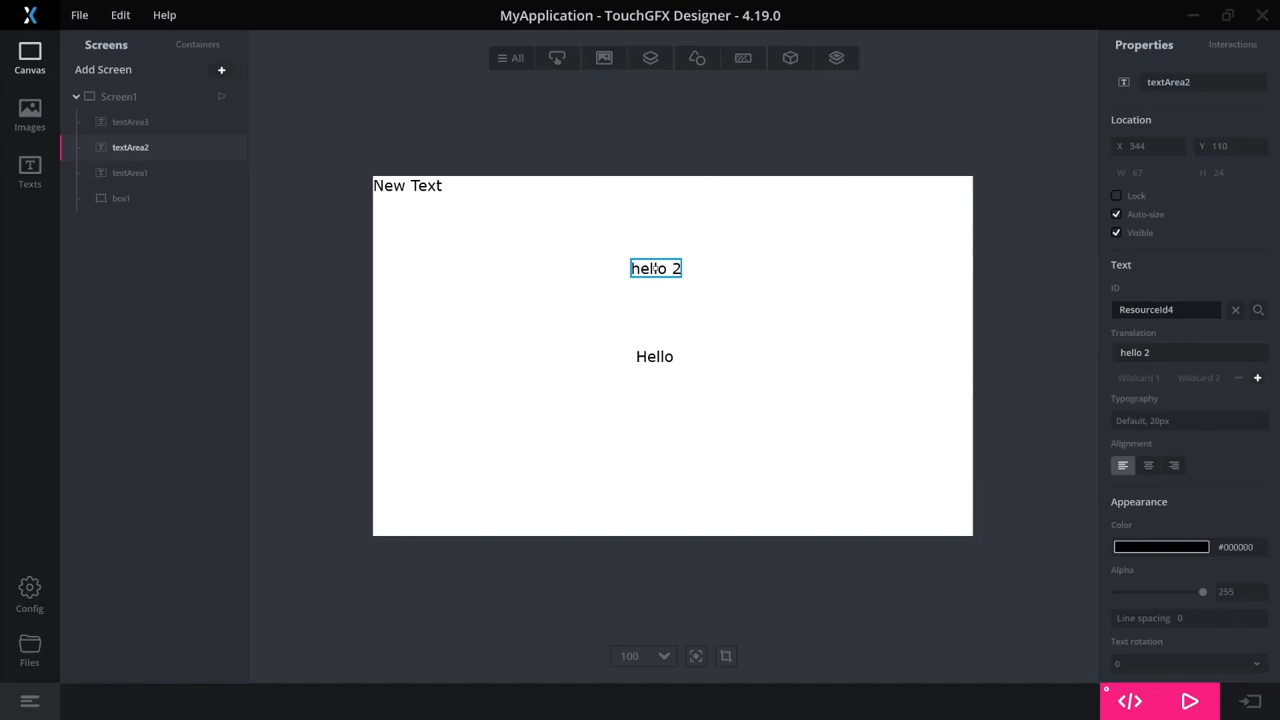 File Edit Help
MyApplication - TouchGFX Designer - 4.19.0
Canvas
Images
Texts
Config
Files
Screens Containers
Add Screen +
Screen1
textArea3
textArea2
textArea1
box1
All
New Text
hello 2
Hello
100
Properties Interactions
textArea2
Location
X 344 Y 110
W 67 H 24
Lock
Auto-size
Visible
Text
ID
ResourceId4
Translation
hello 2
Wildcard 1 Wildcard 2 − +
Typography
Default, 20px
Alignment
Appearance
Color
#000000
Alpha
255
Line spacing 0
Text rotation
0